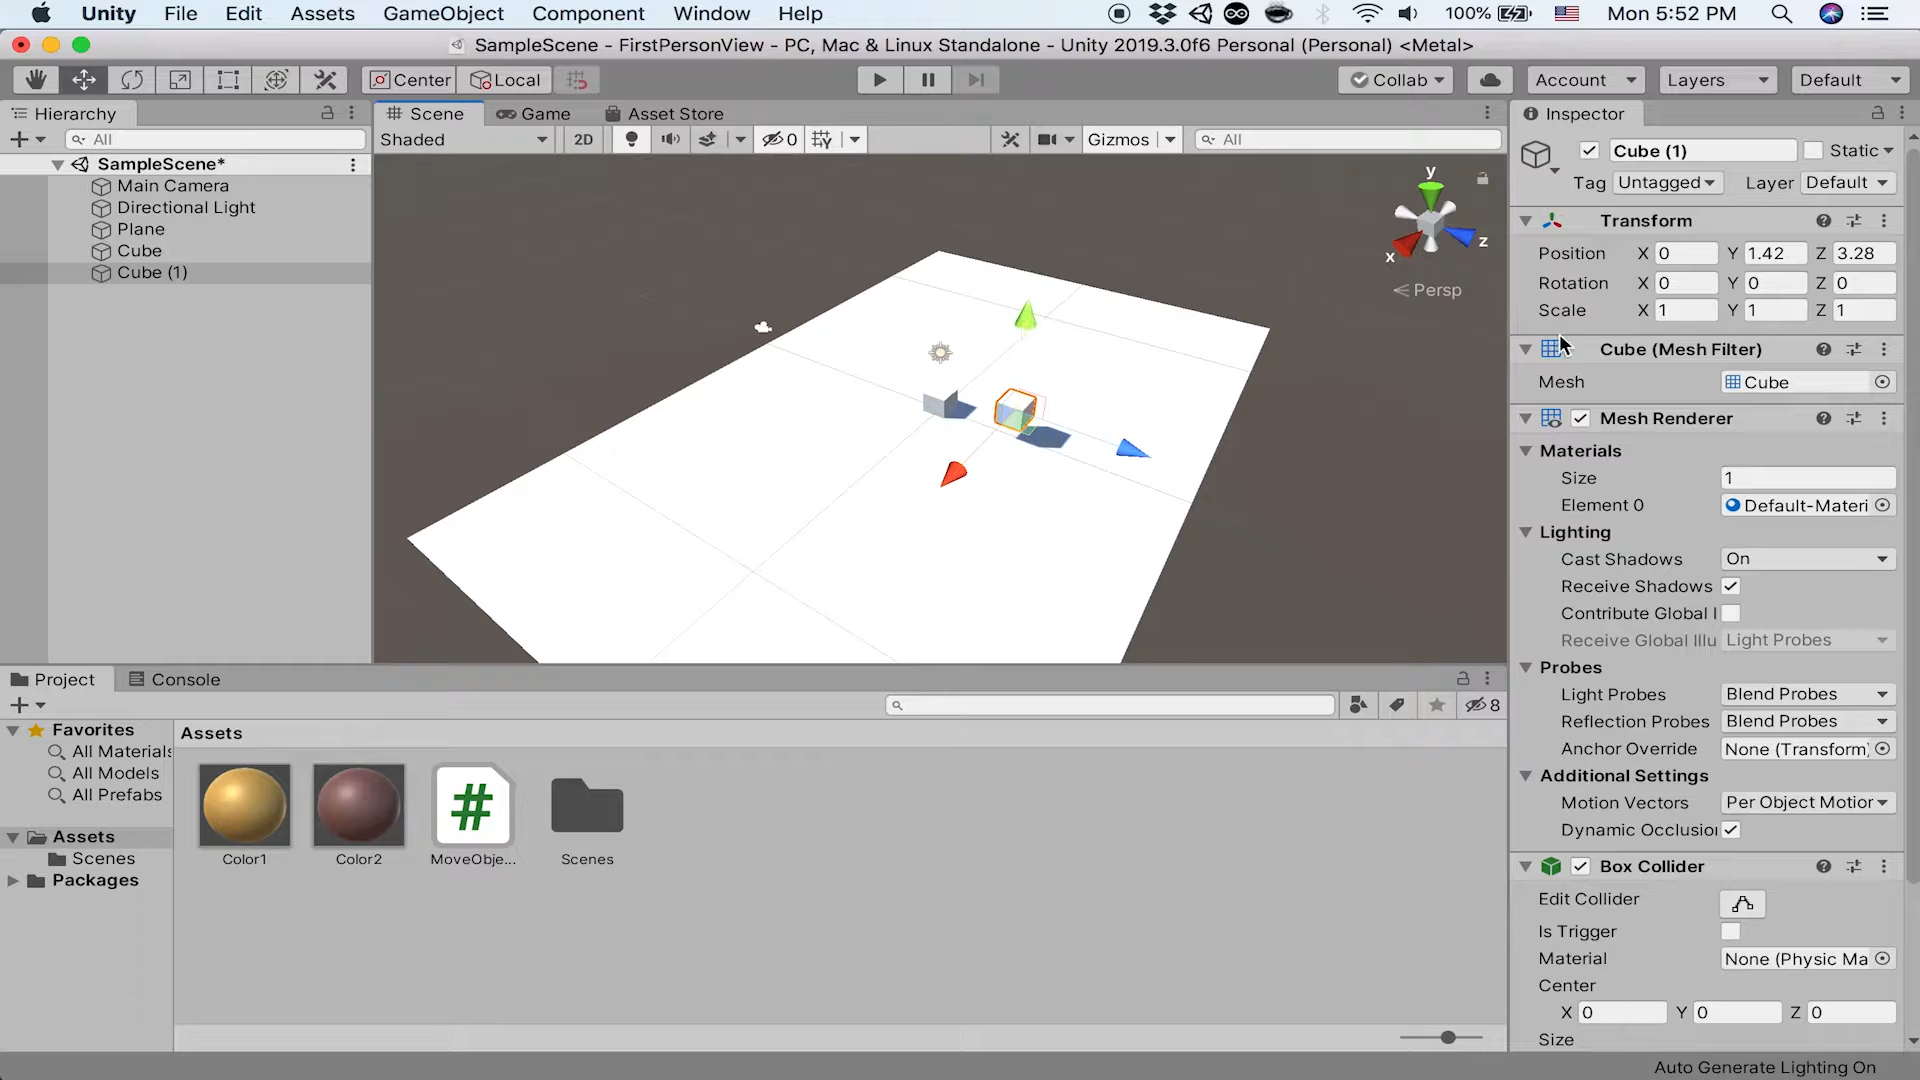 Unity File Edit Assets GameObject Component Window Help 100% Mon 5:52 PM
SampleScene - FirstPersonView - PC, Mac & Linux Standalone - Unity 2019.3.0f6 Personal (Personal) <Metal>
Center Local Collab Account Layers Default
Hierarchy
All
SampleScene*
Main Camera
Directional Light
Plane
Cube
Cube (1)
Scene Game Asset Store
Shaded 2D 0 Gizmos All
y
z
x
Persp
Inspector
Cube (1) Static
Tag Untagged Layer Default
Transform
Position X 0 Y 1.42 Z 3.28
Rotation X 0 Y 0 Z 0
Scale X 1 Y 1 Z 1
Cube (Mesh Filter)
Mesh Cube
Mesh Renderer
Materials
Size 1
Element 0 Default-Materi
Lighting
Cast Shadows On
Receive Shadows
Contribute Global I
Receive Global Illu Light Probes
Probes
Light Probes Blend Probes
Reflection Probes Blend Probes
Anchor Override None (Transform)
Additional Settings
Motion Vectors Per Object Motion
Dynamic Occlusion
Box Collider
Edit Collider
Is Trigger
Material None (Physic Ma
Center
X 0 Y 0 Z 0
Size
Project Console
8
Favorites
All Materials
All Models
All Prefabs
Assets
Scenes
Packages
Assets
Color1 Color2 MoveObje... Scenes
Auto Generate Lighting On